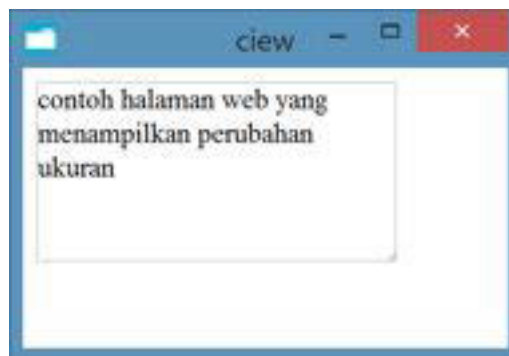 ciew
contoh halaman web yang
menampilkan perubahan
ukuran